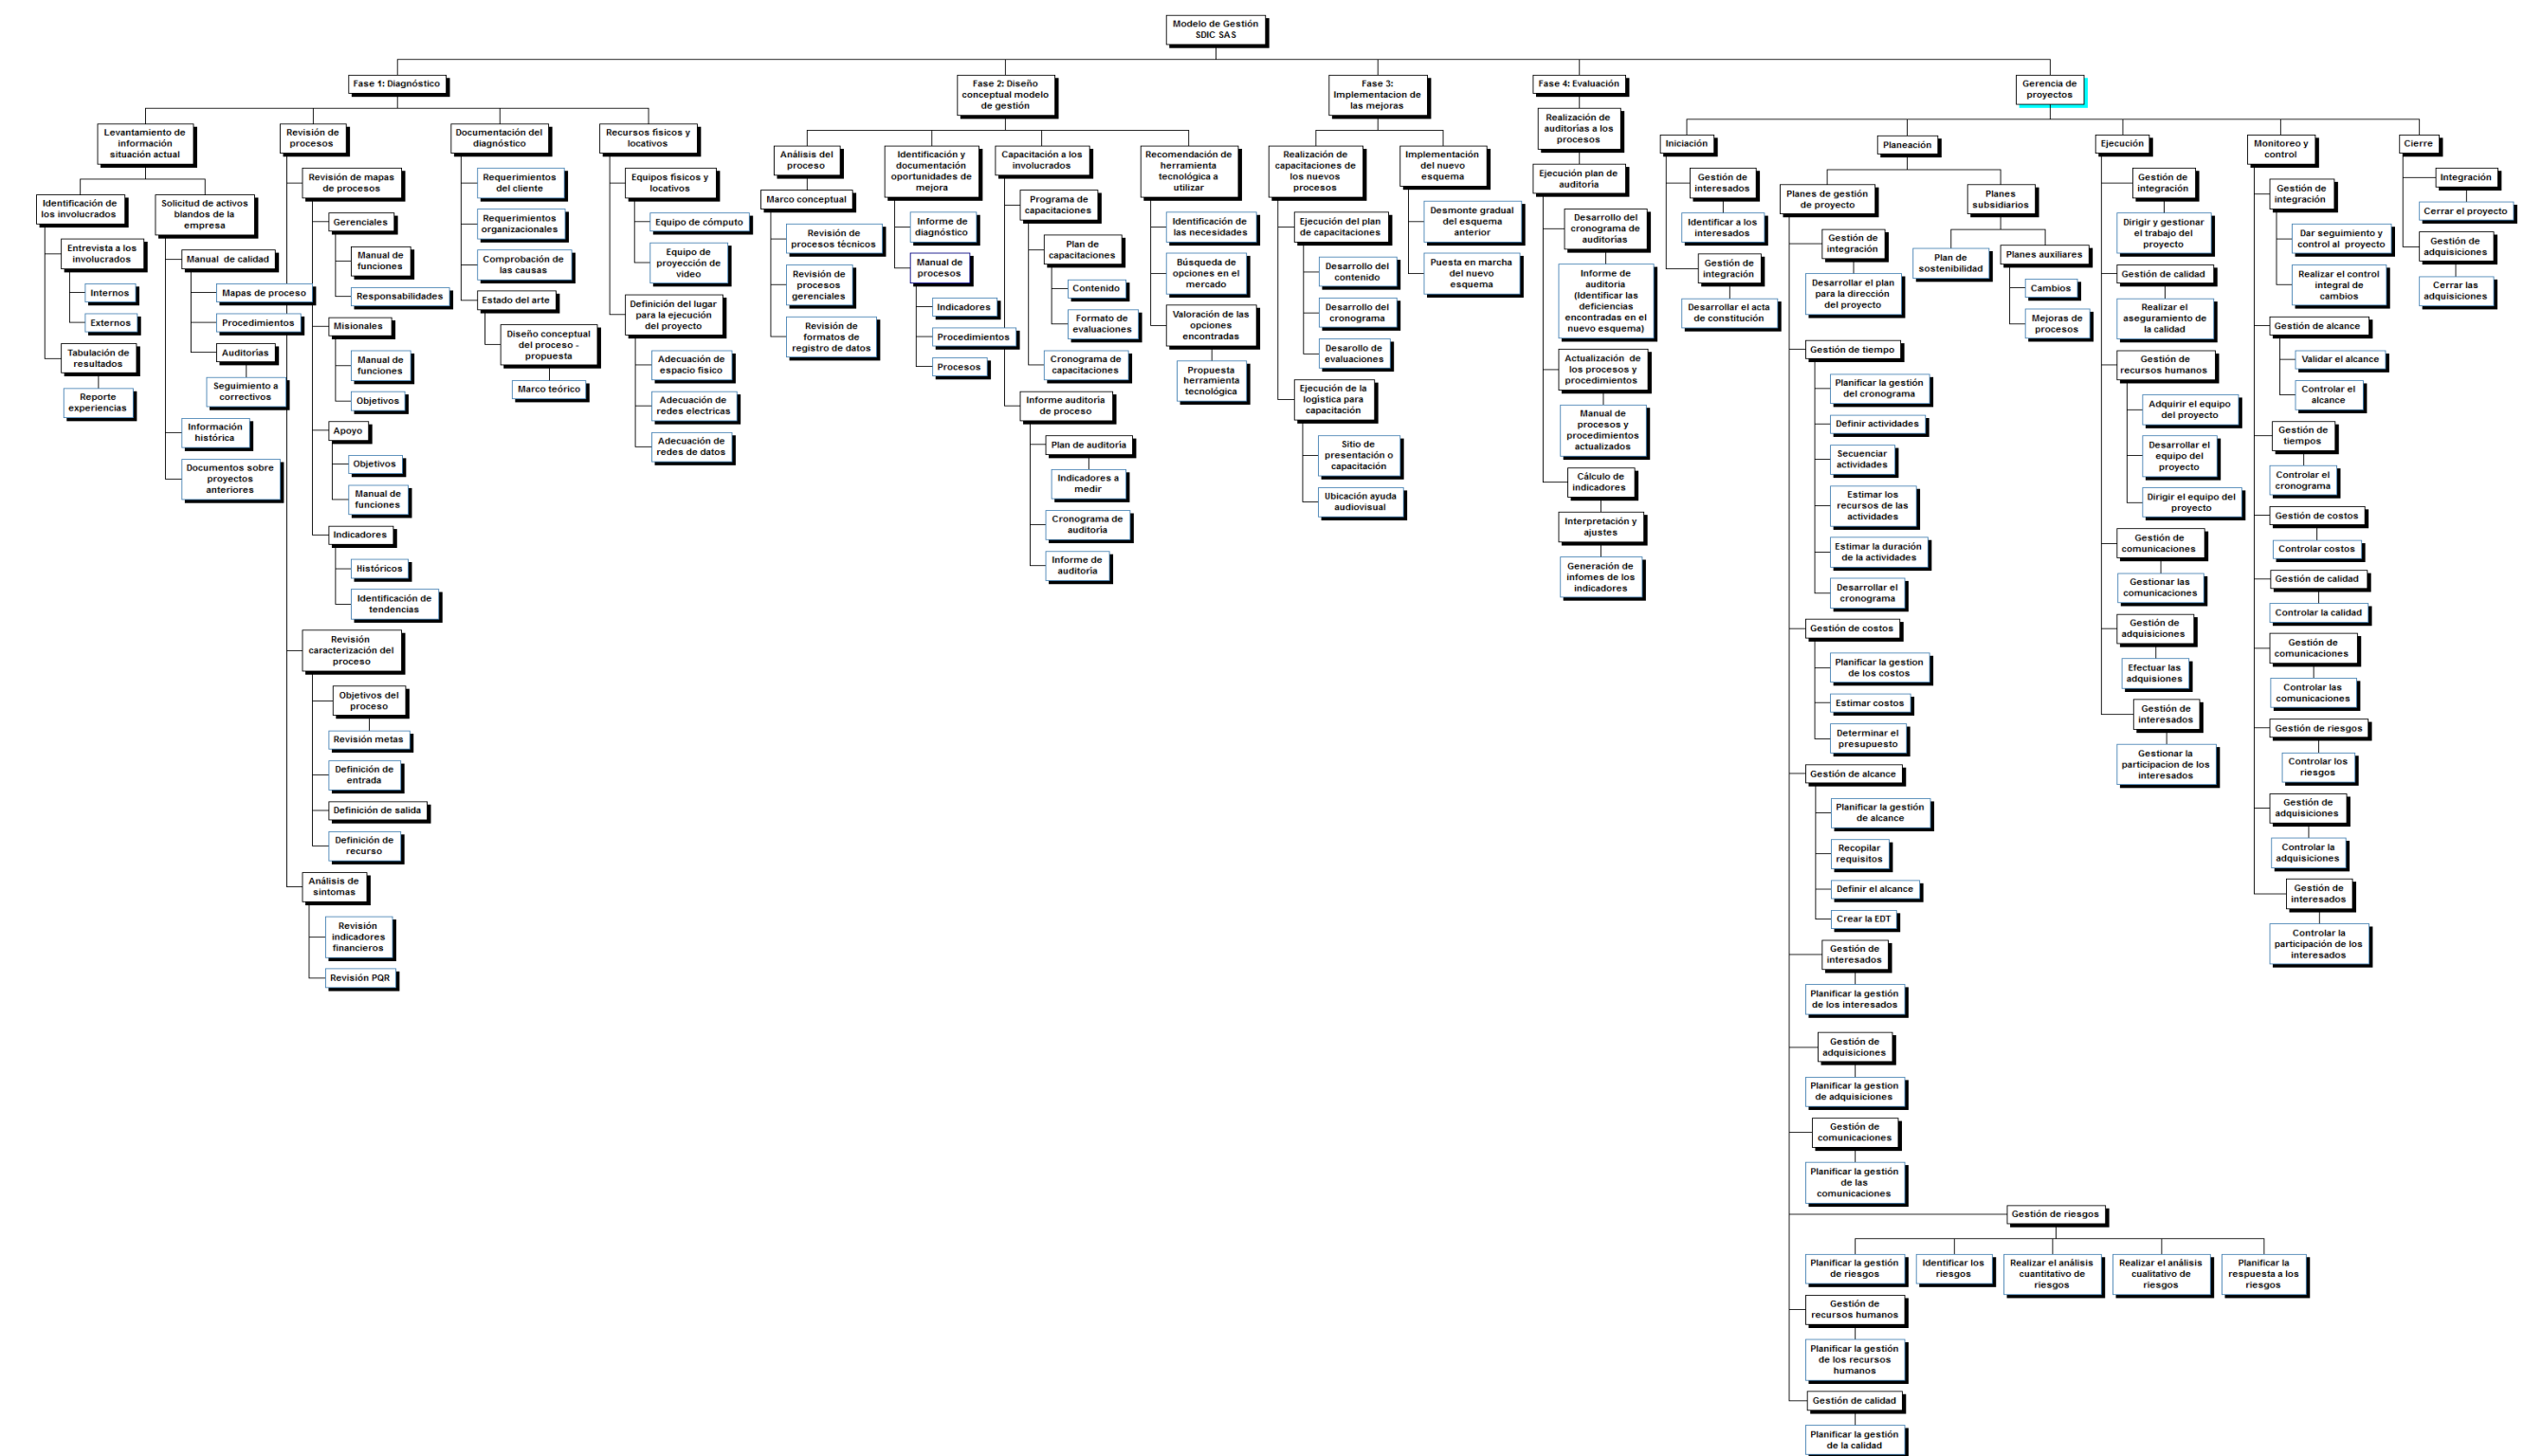 Modelo de Gestión
SDIC SAS
Fase 1: Diagnóstico
Levantamiento de
información
situación actual
Identificación de
los involucrados
Entrevista a los
involucrados
Internos
Externos
Tabulación de
resultados
Reporte
experiencias
Solicitud de activos
blandos de la
empresa
Manual de calidad
Mapas de proceso
Procedimientos
Auditorías
Seguimiento a
correctivos
Información
histórica
Documentos sobre
proyectos
anteriores
Revisión de
procesos
Revisión de mapas
de procesos
Gerenciales
Manual de
funciones
Responsabilidades
Misionales
Manual de
funciones
Objetivos
Apoyo
Objetivos
Manual de
funciones
Indicadores
Históricos
Identificación de
tendencias
Revisión
caracterización del
proceso
Objetivos del
proceso
Revisión metas
Definición de
entrada
Definición de salida
Definición de
recurso
Análisis de
síntomas
Revisión
indicadores
financieros
Revisión PQR
Documentación del
diagnóstico
Requerimientos
del cliente
Requerimientos
organizacionales
Comprobación de
las causas
Estado del arte
Diseño conceptual
del proceso -
propuesta
Marco teórico
Recursos físicos y
locativos
Equipos físicos y
locativos
Equipo de cómputo
Equipo de
proyección de
video
Definición del lugar
para la ejecución
del proyecto
Adecuación de
espacio fisico
Adecuación de
redes electricas
Adecuación de
redes de datos
Fase 2: Diseño
conceptual modelo
de gestión
Análisis del
proceso
Marco conceptual
Revisión de
procesos técnicos
Revisión de
procesos
gerenciales
Revisión de
formatos de
registro de datos
Identificación y
documentación
oportunidades de
mejora
Informe de
diagnóstico
Manual de
procesos
Indicadores
Procedimientos
Procesos
Capacitación a los
involucrados
Programa de
capacitaciones
Plan de
capacitaciones
Contenido
Formato de
evaluaciones
Cronograma de
capacitaciones
Informe auditoría
de proceso
Plan de auditoría
Indicadores a
medir
Cronograma de
auditoría
Informe de
auditoría
Recomendación de
herramienta
tecnológica a
utilizar
Identificación de
las necesidades
Búsqueda de
opciones en el
mercado
Valoración de las
opciones
encontradas
Propuesta
herramienta
tecnológica
Fase 3:
Implementacion de
las mejoras
Realización de
capacitaciones de
los nuevos
procesos
Ejecución del plan
de capacitaciones
Desarrollo del
contenido
Desarrollo del
cronograma
Desarollo de
evaluaciones
Ejecución de la
logística para
capacitación
Sitio de
presentación o
capacitación
Ubicación ayuda
audiovisual
Implementación
del nuevo
esquema
Desmonte gradual
del esquema
anterior
Puesta en marcha
del nuevo
esquema
Fase 4: Evaluación
Realización de
auditorías a los
procesos
Ejecución plan de
auditoría
Desarrollo del
cronograma de
auditorías
Informe de
auditoria
(Identificar las
deficiencias
encontradas en el
nuevo esquema)
Actualización de
los procesos y
procedimientos
Manual de
procesos y
procedimientos
actualizados
Cálculo de
indicadores
Interpretación y
ajustes
Generación de
infomes de los
indicadores
Gerencia de
proyectos
Iniciación
Gestión de
interesados
Identificar a los
interesados
Gestión de
integración
Desarrollar el acta
de constitución
Planeación
Planes de gestión
de proyecto
Gestión de
integración
Desarrollar el plan
para la dirección
del proyecto
Gestión de tiempo
Planificar la gestión
del cronograma
Definir actividades
Secuenciar
actividades
Estimar los
recursos de las
actividades
Estimar la duración
de la actividades
Desarrollar el
cronograma
Gestión de costos
Planificar la gestion
de los costos
Estimar costos
Determinar el
presupuesto
Gestión de alcance
Planificar la gestión
de alcance
Recopilar
requisitos
Definir el alcance
Crear la EDT
Gestión de
interesados
Planificar la gestión
de los interesados
Gestión de
adquisiciones
Planificar la gestion
de adquisiciones
Gestión de
comunicaciones
Planificar la gestión
de las
comunicaciones
Gestión de riesgos
Planificar la gestión
de riesgos
Identificar los
riesgos
Realizar el análisis
cuantitativo de
riesgos
Realizar el análisis
cualitativo de
riesgos
Planificar la
respuesta a los
riesgos
Gestión de
recursos humanos
Planificar la gestión
de los recursos
humanos
Gestión de calidad
Planificar la gestión
de la calidad
Planes
subsidiarios
Plan de
sostenibilidad
Planes auxiliares
Cambios
Mejoras de
procesos
Ejecución
Gestión de
integración
Dirigir y gestionar
el trabajo del
proyecto
Gestión de calidad
Realizar el
aseguramiento de
la calidad
Gestión de
recursos humanos
Adquirir el equipo
del proyecto
Desarrollar el
equipo del
proyecto
Dirigir el equipo del
proyecto
Gestión de
comunicaciones
Gestionar las
comunicaciones
Gestión de
adquisiciones
Efectuar las
adquisiones
Gestión de
interesados
Gestionar la
participacion de los
interesados
Monitoreo y
control
Gestión de
integración
Dar seguimiento y
control al proyecto
Realizar el control
integral de
cambios
Gestión de alcance
Validar el alcance
Controlar el
alcance
Gestión de
tiempos
Controlar el
cronograma
Gestión de costos
Controlar costos
Gestión de calidad
Controlar la calidad
Gestión de
comunicaciones
Controlar las
comunicaciones
Gestión de riesgos
Controlar los
riesgos
Gestión de
adquisiciones
Controlar la
adquisiciones
Gestión de
interesados
Controlar la
participación de los
interesados
Cierre
Integración
Cerrar el proyecto
Gestión de
adquisiciones
Cerrar las
adquisiciones